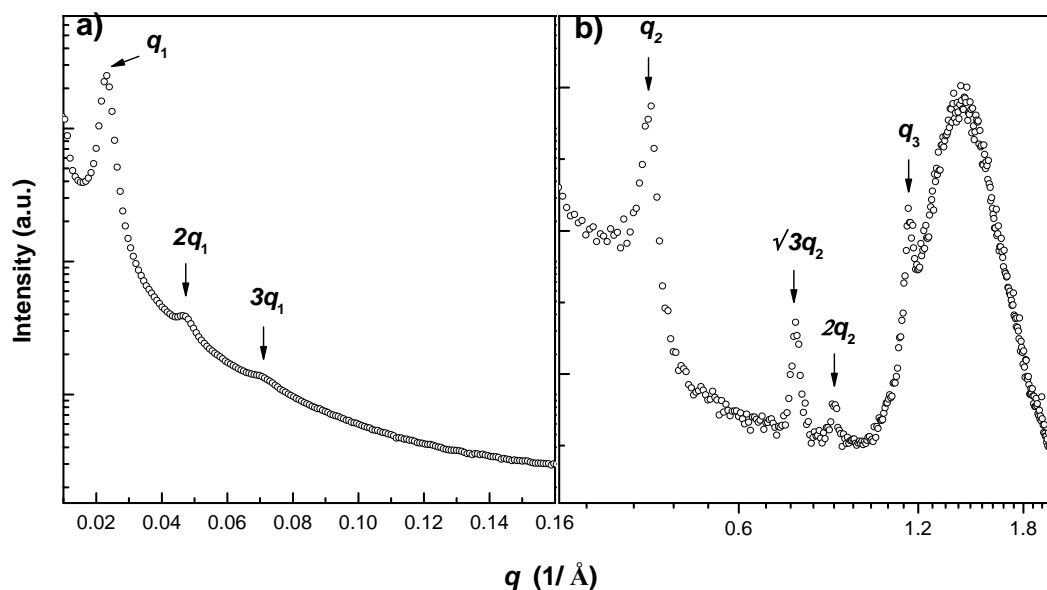 a)
q1
2q1
3q1
b)
q2
√3q2
2q2
q3
Intensity (a.u.)
0.02 0.04 0.06 0.08 0.10 0.12 0.14 0.16
0.6 1.2 1.8
q (1/ Å)